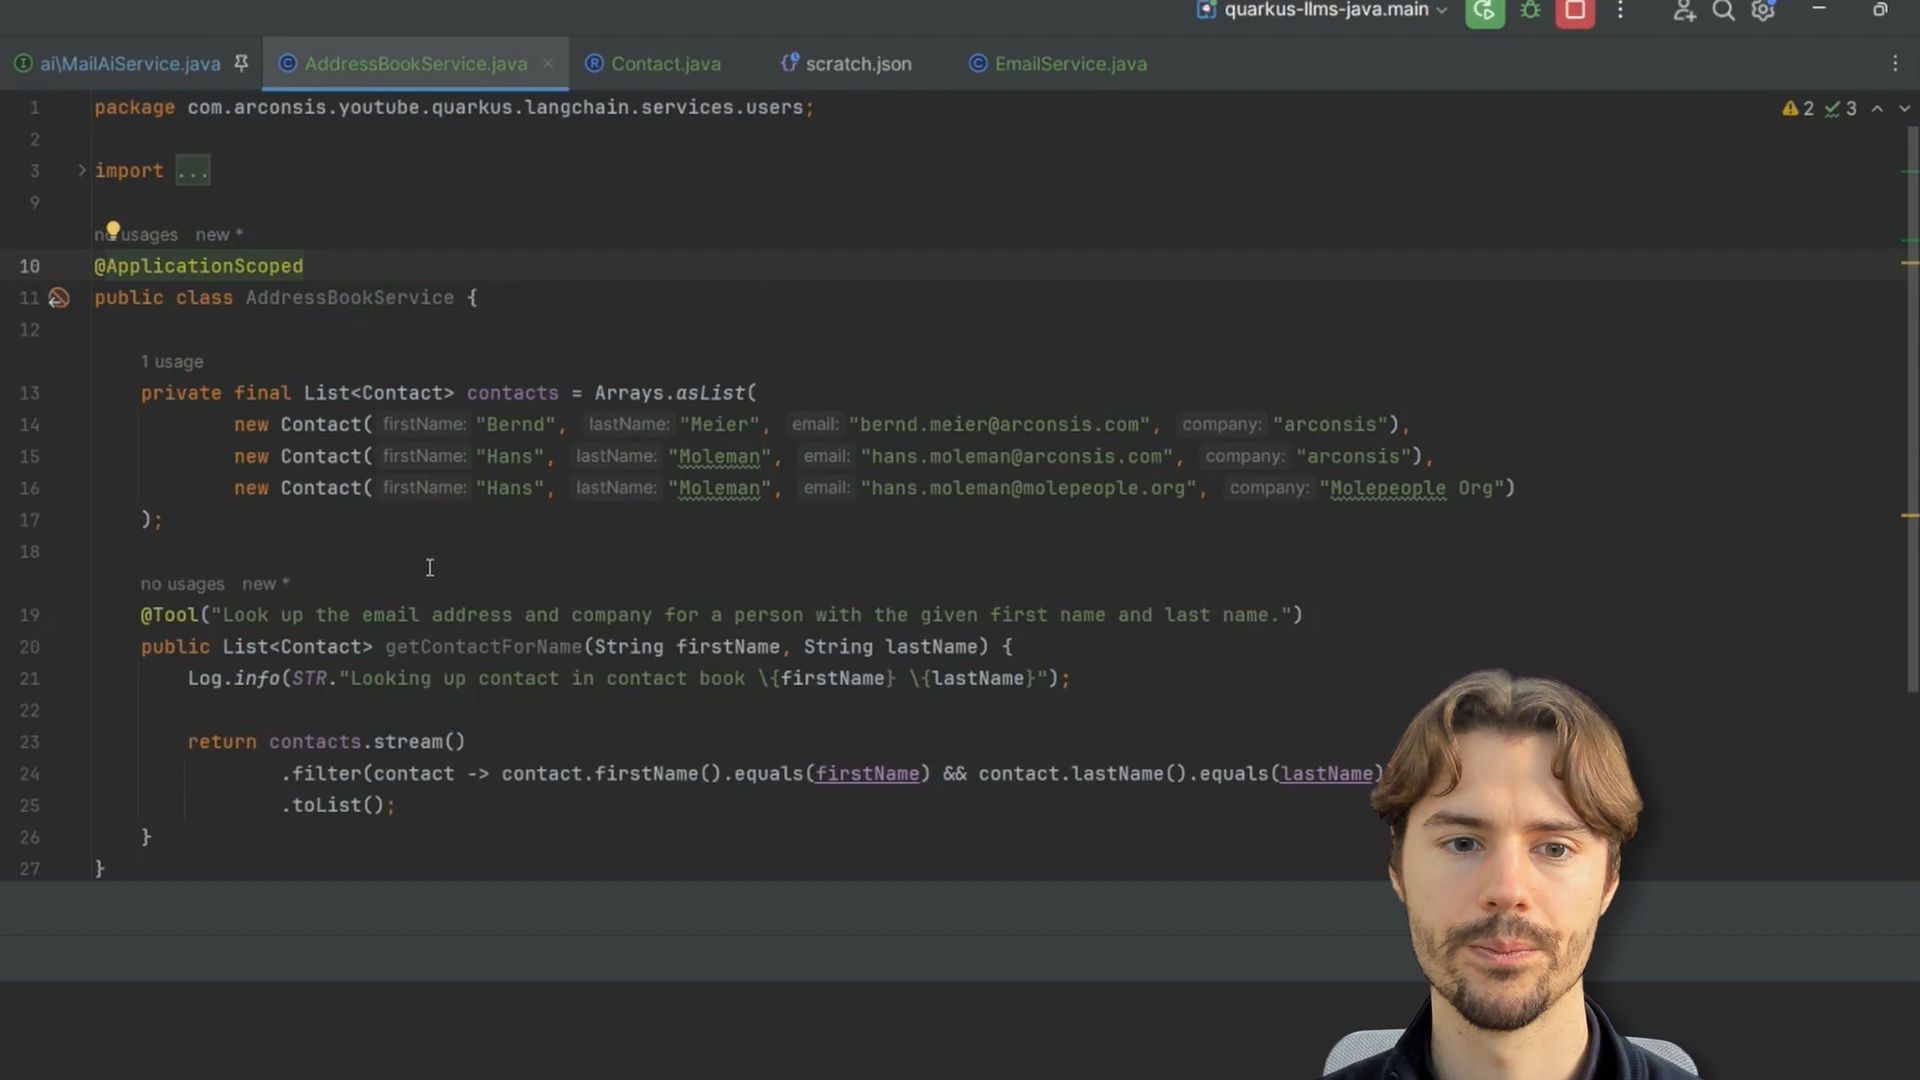 quarkus-llms-java.main
ai\MailAiService.java AddressBookService.java Contact.java scratch.json EmailService.java
1 package com.arconsis.youtube.quarkus.langchain.services.users; 2 3
2
3 import ...
9
no usages new *
10 @ApplicationScoped
11 public class AddressBookService {
12
1 usage
13 private final List<Contact> contacts = Arrays.asList(
14 new Contact( firstName: "Bernd", lastName: "Meier", email: "bernd.meier@arconsis.com", company: "arconsis"),
15 new Contact( firstName: "Hans", lastName: "Moleman", email: "hans.moleman@arconsis.com", company: "arconsis"),
16 new Contact( firstName: "Hans", lastName: "Moleman", email: "hans.moleman@molepeople.org", company: "Molepeople Org")
17 );
18
no usages new *
19 @Tool("Look up the email address and company for a person with the given first name and last name.")
20 public List<Contact> getContactForName(String firstName, String lastName) {
21 Log.info(STR."Looking up contact in contact book \{firstName} \{lastName}");
22
23 return contacts.stream()
24 .filter(contact -> contact.firstName().equals(firstName) && contact.lastName().equals(lastName)
25 .toList();
26 }
27 }